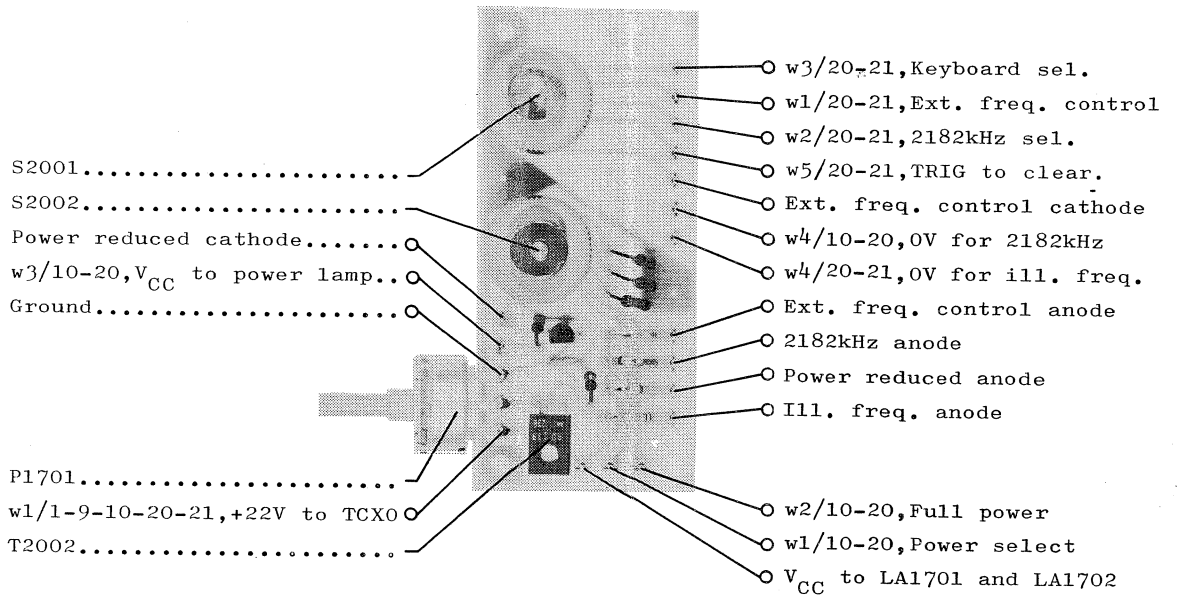 w3/20-21,Keyboard sel.
w1/20-21,Ext. freq. control
w2/20-21,2182kHz sel.
w5/20-21,TRIG to clear.
Ext. freq. control cathode
w4/10-20,0V for 2182kHz
w4/20-21,0V for ill. freq.
Ext. freq. control anode
2182kHz anode
Power reduced anode
Ill. freq. anode
w2/10-20,Full power
w1/10-20,Power select
VCC to LA1701 and LA1702
S2001
S2002
Power reduced cathode
w3/10-20,VCC to power lamp
Ground
P1701
w1/1-9-10-20-21,+22V to TCXO
T2002